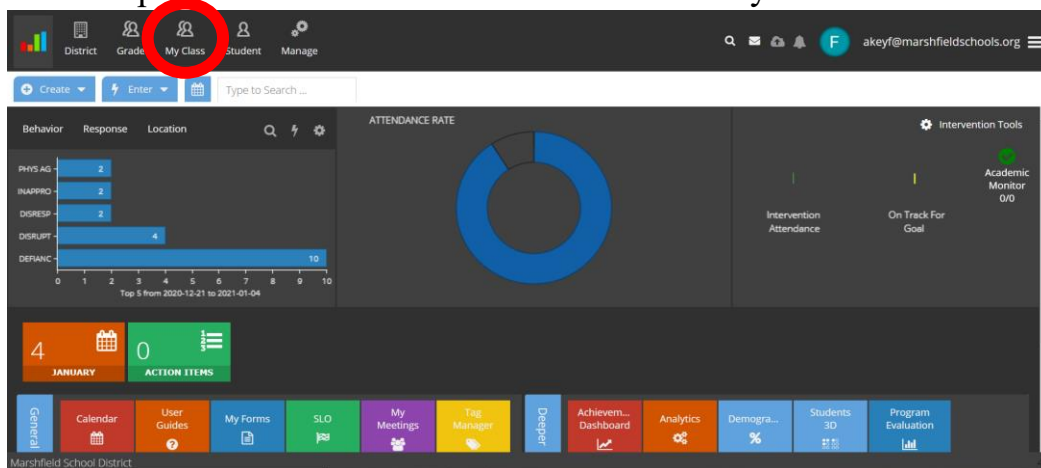 District Grade My Class Student Manage
F akeyf@marshfieldschools.org
Create Enter Type to Search ...
Behavior Response Location
ATTENDANCE RATE
Intervention Tools
PHYS AG 2
INAPPRO 2
DISRESP 2
DISRUPT 4
DEFIANC 10
0 1 2 3 4 5 6 7 8 9 10
Top 5 from 2020-12-21 to 2021-01-04
Intervention
Attendance
On Track For
Goal
Academic
Monitor
0/0
4
JANUARY
0
ACTION ITEMS
General
Calendar
User
Guides
My Forms
SLO
My
Meetings
Tag
Manager
Deeper
Achievem...
Dashboard
Analytics
Demogra...
Students
3D
Program
Evaluation
Marshfield School District